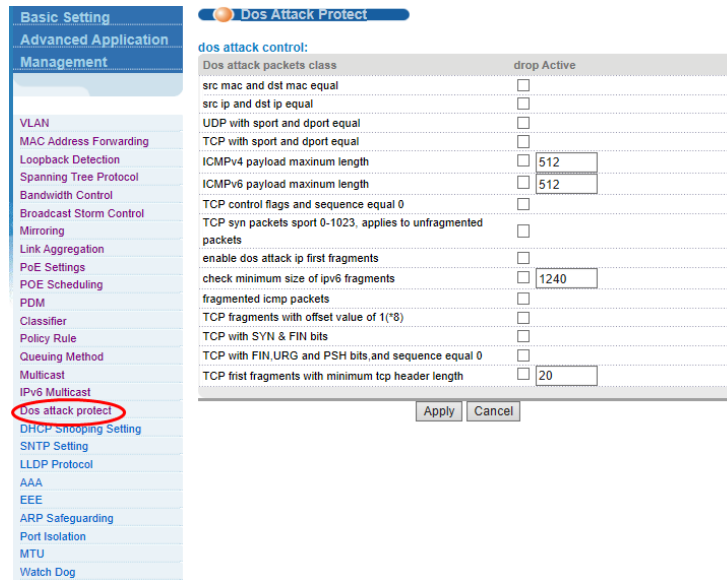 Basic Setting
Advanced Application
Management
VLAN
MAC Address Forwarding
Loopback Detection
Spanning Tree Protocol
Bandwidth Control
Broadcast Storm Control
Mirroring
Link Aggregation
PoE Settings
POE Scheduling
PDM
Classifier
Policy Rule
Queuing Method
Multicast
IPv6 Multicast
Dos attack protect
DHCP Snooping Setting
SNTP Setting
LLDP Protocol
AAA
EEE
ARP Safeguarding
Port Isolation
MTU
Watch Dog
Dos Attack Protect
dos attack control:
Dos attack packets class drop Active
src mac and dst mac equal
src ip and dst ip equal
UDP with sport and dport equal
TCP with sport and dport equal
ICMPv4 payload maxinum length 512
ICMPv6 payload maxinum length 512
TCP control flags and sequence equal 0
TCP syn packets sport 0-1023, applies to unfragmented
packets
enable dos attack ip first fragments
check minimum size of ipv6 fragments 1240
fragmented icmp packets
TCP fragments with offset value of 1(*8)
TCP with SYN & FIN bits
TCP with FIN,URG and PSH bits,and sequence equal 0
TCP frist fragments with minimum tcp header length 20
Apply Cancel